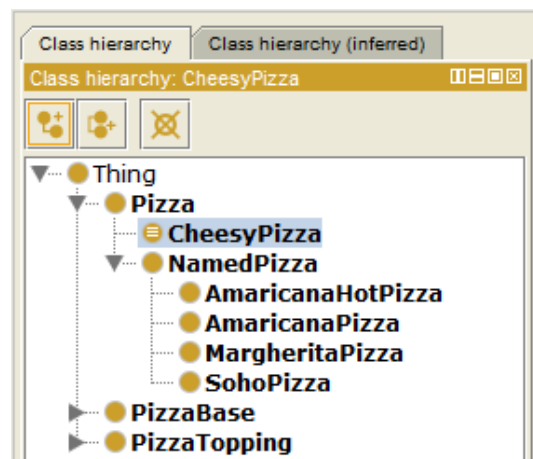 Class hierarchy Class hierarchy (inferred)
Class hierarchy: CheesyPizza
Thing
Pizza
CheesyPizza
NamedPizza
AmaricanaHotPizza
AmaricanaPizza
MargheritaPizza
SohoPizza
PizzaBase
PizzaTopping